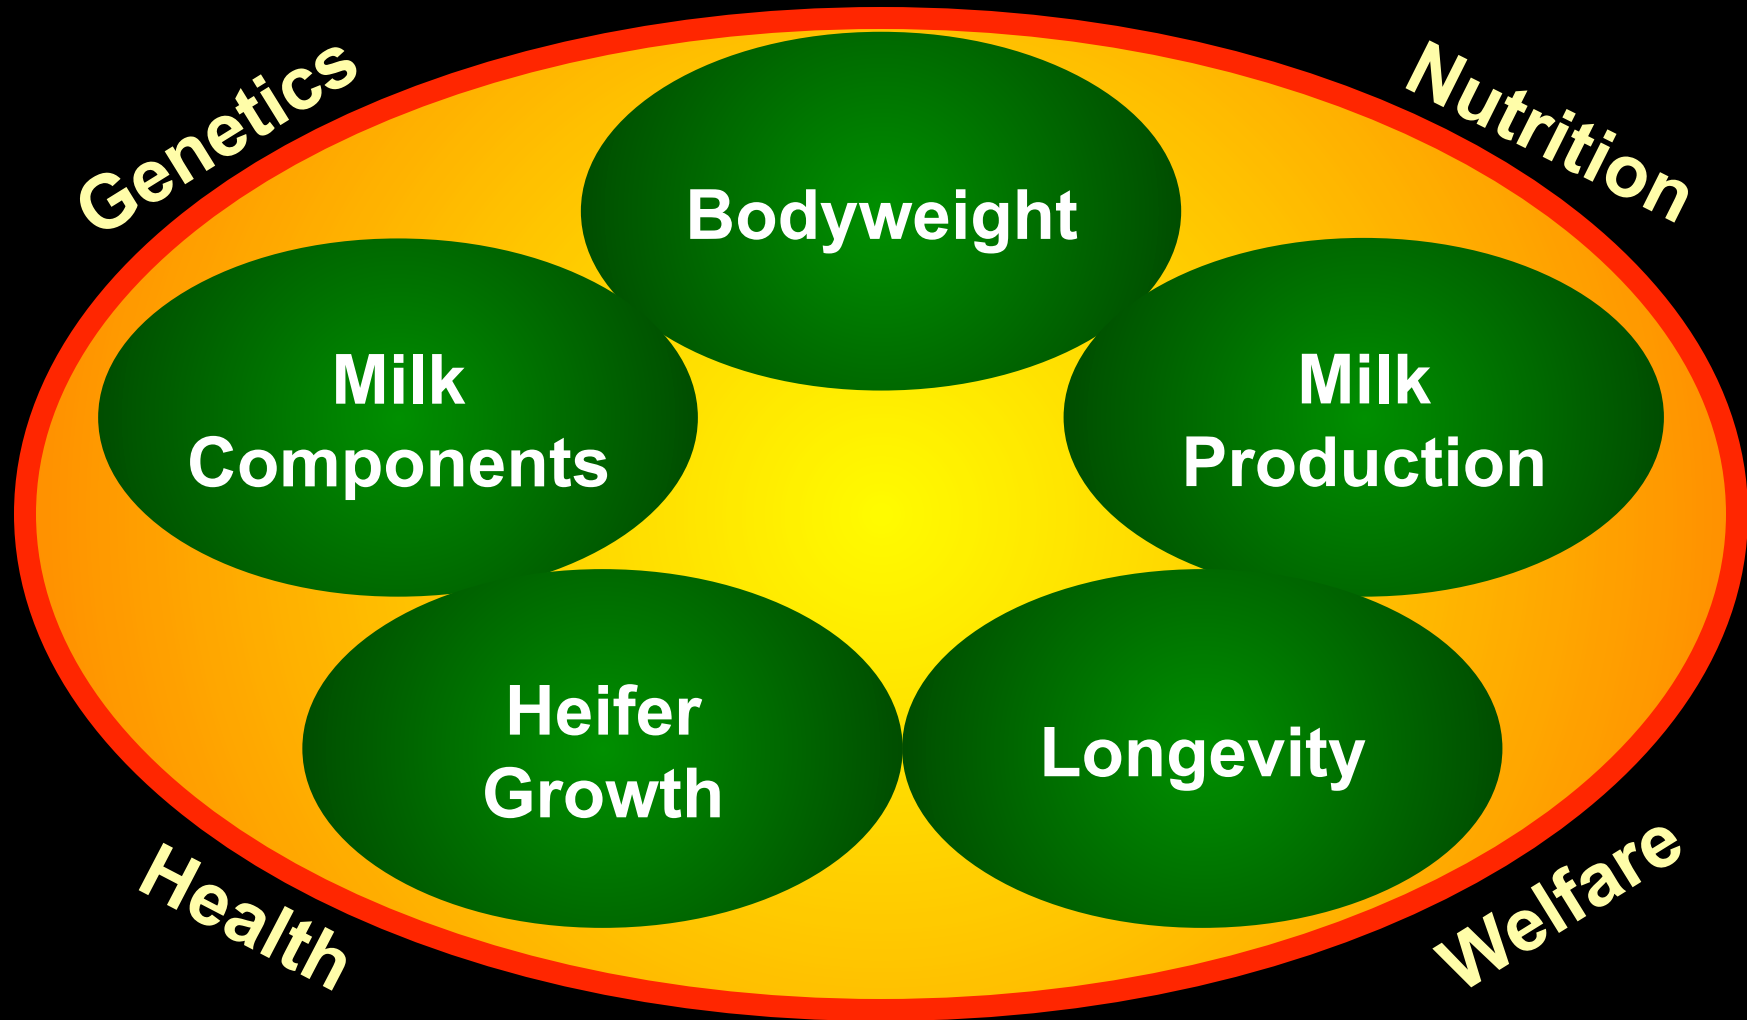 Genetics
Nutrition
Bodyweight
Milk
Components
Milk
Production
Heifer
Growth
Longevity
Health
Welfare